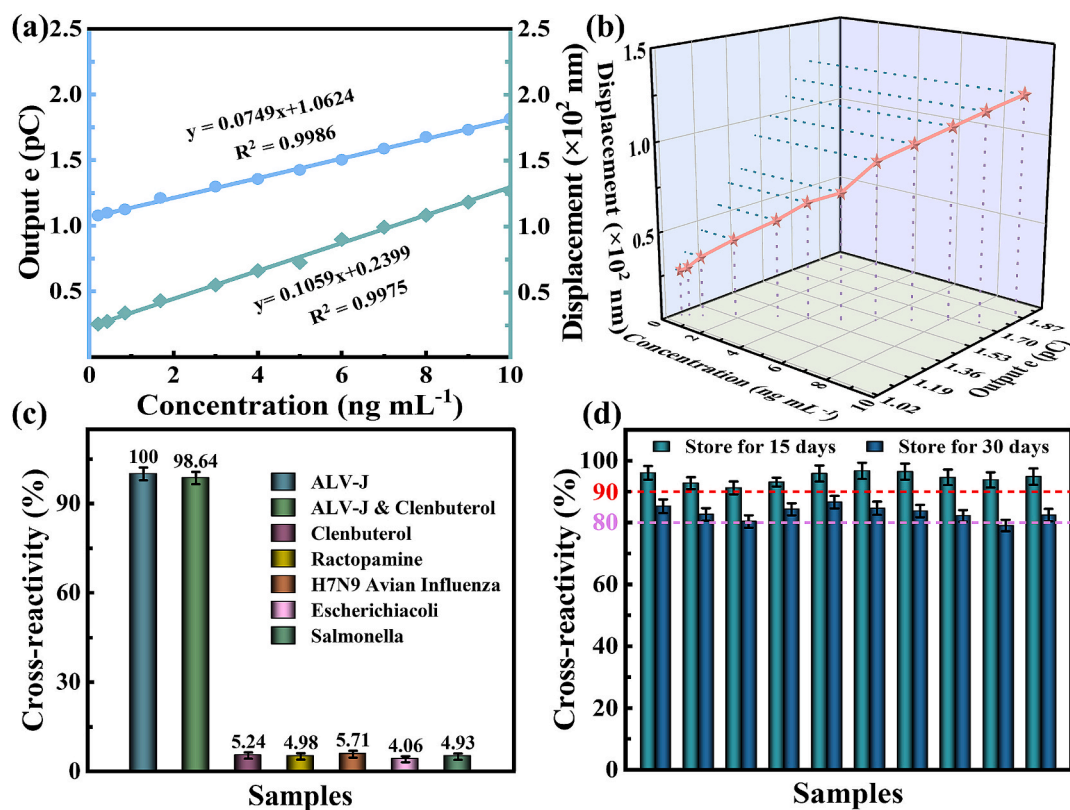 (a)
2.5
2.0
1.5
1.0
0.5
Output e (pC)
y = 0.0749x+1.0624
R² = 0.9986
y= 0.1059x+0.2399
R² = 0.9975
2.5
2.0
1.5
1.0
0.5
Displacement (×10² nm)
0 2 4 6 8 10
Concentration (ng mL⁻¹)
(b)
1.5
1.0
0.5
Displacement (×10² nm)
0 2 4 6 8 10
Concentration (ng mL⁻¹)
1.02 1.19 1.36 1.53 1.70 1.87
Output e (pC)
(c)
90
60
30
0
Cross-reactivity (%)
100 98.64 5.24 4.98 5.71 4.06 4.93
ALV-J
ALV-J & Clenbuterol
Clenbuterol
Ractopamine
H7N9 Avian Influenza
Escherichiacoli
Salmonella
Samples
(d)
Store for 15 days Store for 30 days
100
90
80
60
40
20
0
Cross-reactivity (%)
Samples